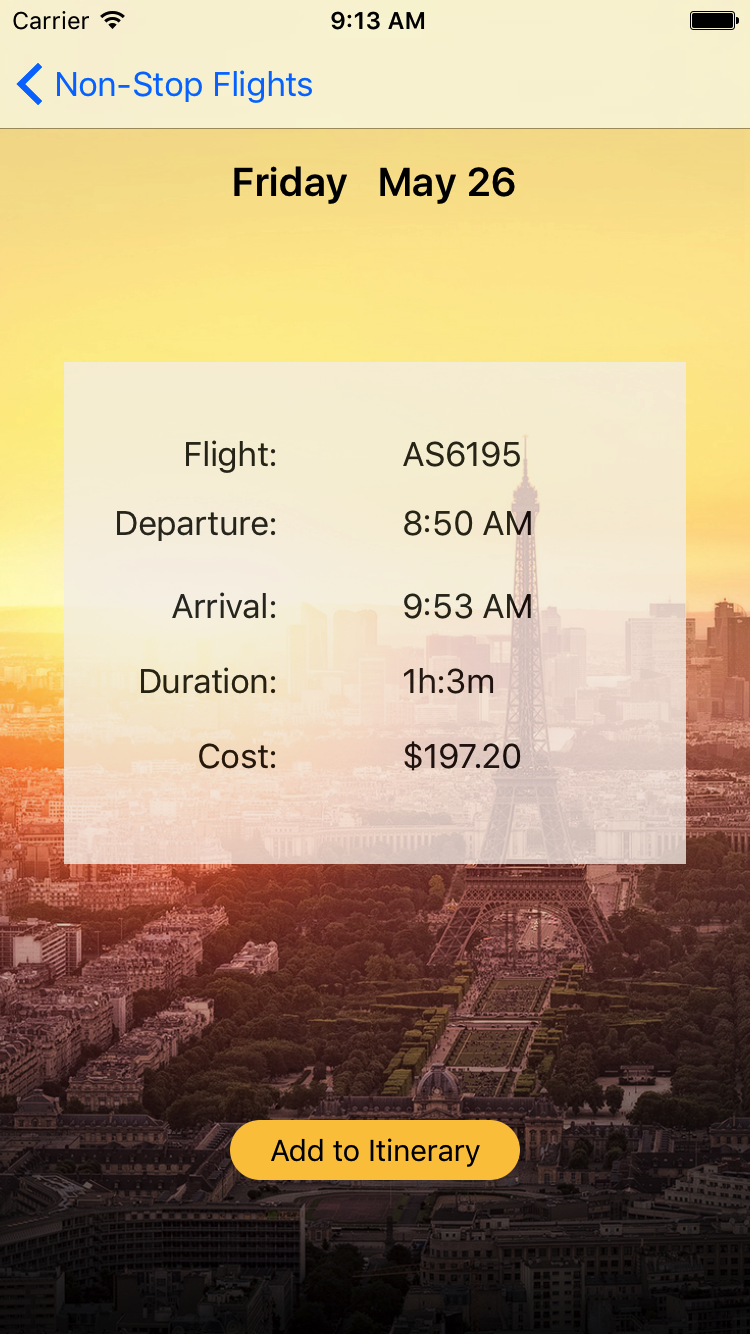 Carrier 9:13 AM
Non-Stop Flights
Friday May 26
Flight: AS6195
Departure: 8:50 AM
Arrival: 9:53 AM
Duration: 1h:3m
Cost: $197.20
Add to Itinerary